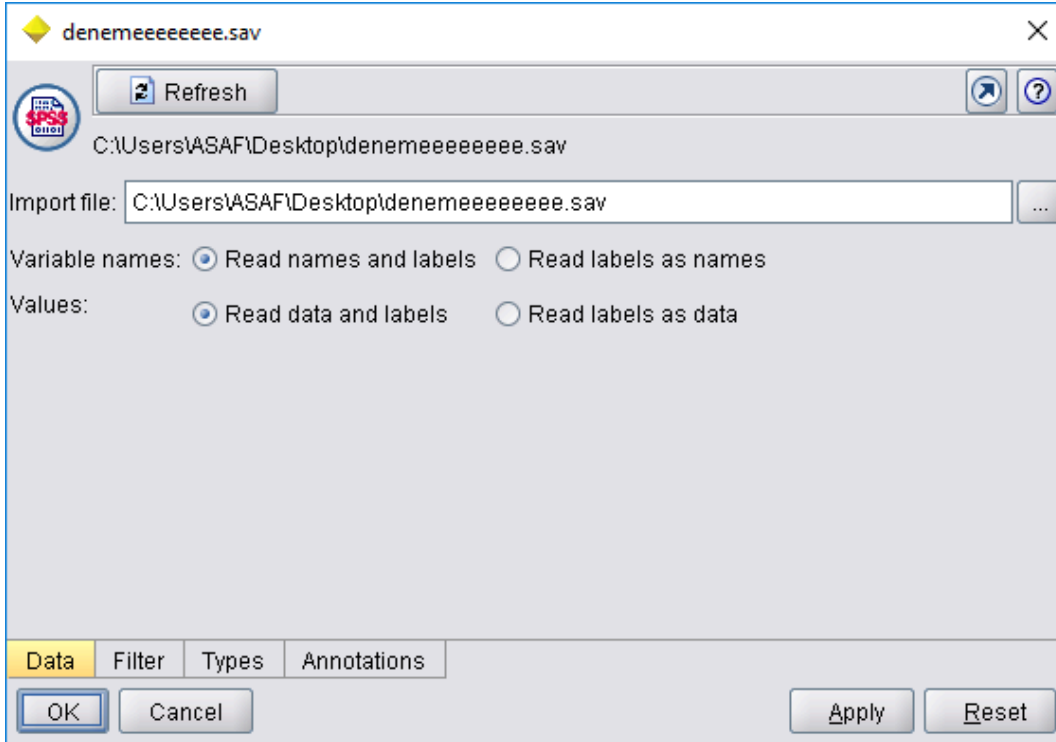 denemeeeeeeee.sav
Refresh
SPSS
C:\Users\ASAF\Desktop\denemeeeeeeee.sav
Import file: C:\Users\ASAF\Desktop\denemeeeeeeee.sav ...
Variable names: Read names and labels Read labels as names
Values: Read data and labels Read labels as data
Data Filter Types Annotations
OK Cancel Apply Reset